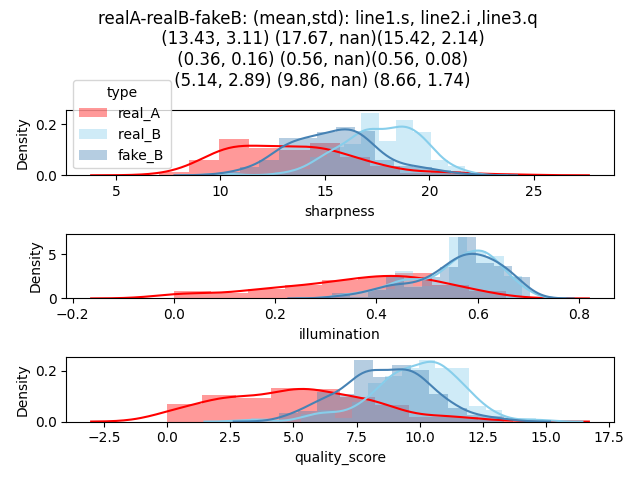 realA-realB-fakeB: (mean,std): line1.s, line2.i ,line3.q
(13.43, 3.11) (17.67, nan)(15.42, 2.14)
(0.36, 0.16) (0.56, nan)(0.56, 0.08)
(5.14, 2.89) (9.86, nan) (8.66, 1.74)
type
real_A
real_B
fake_B
Density
0.2
0.0
5 10 15 20 25
sharpness
Density
5
0
−0.2 0.0 0.2 0.4 0.6 0.8
illumination
Density
0.2
0.0
−2.5 0.0 2.5 5.0 7.5 10.0 12.5 15.0 17.5
quality_score